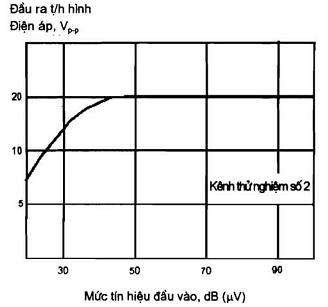 Đầu ra t/h hình
Điện áp, Vp-p
20
10
5
Kênh thử nghiệm số 2
30
50
70
90
Mức tín hiệu đầu vào, dB (µV)